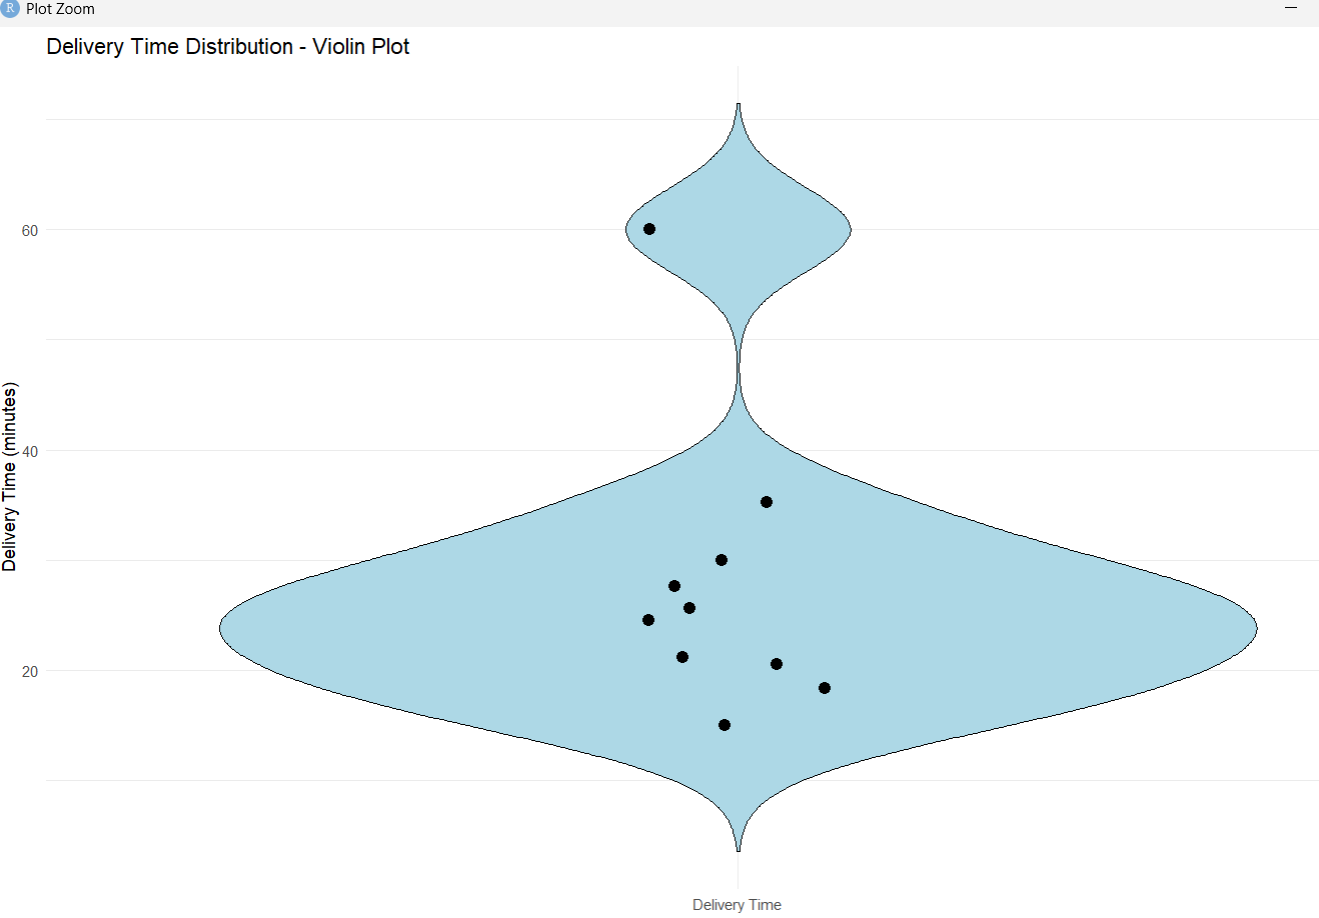 R Plot Zoom
Delivery Time Distribution - Violin Plot
Delivery Time (minutes)
60
40
20
Delivery Time